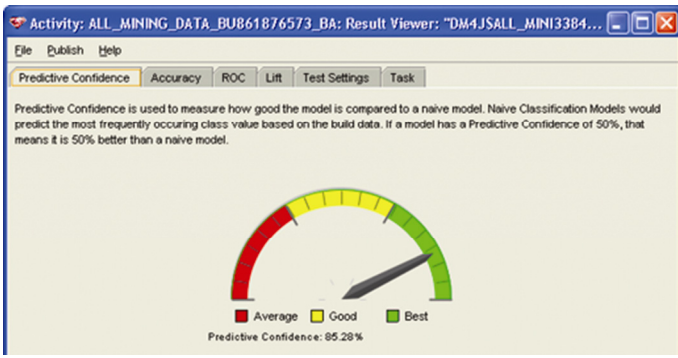 Activity: ALL_MINING_DATA_BU861876573_BA: Result Viewer: "DM4J$ALL_MINI3384...
File Publish Help
Predictive Confidence Accuracy ROC Lift Test Settings Task
Predictive Confidence is used to measure how good the model is compared to a naive model. Naive Classification Models would
predict the most frequently occuring class value based on the build data. If a model has a Predictive Confidence of 50%, that
means it is 50% better than a naive model.
Average Good Best
Predictive Confidence: 85.28%